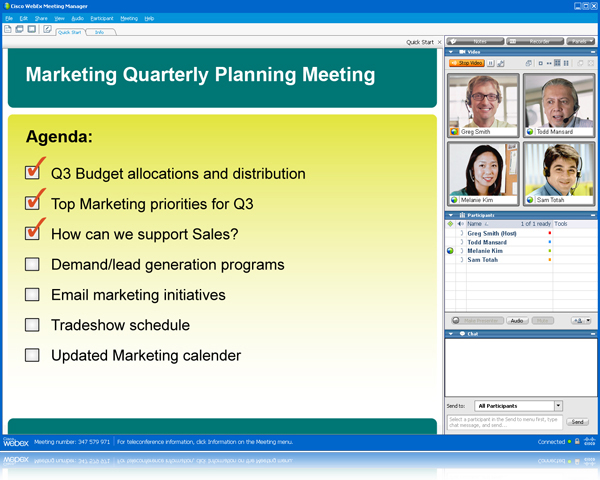 Cisco WebEx Meeting Manager
File Edit Share View Audio Participant Meeting Help
Quick Start Info
Quick Start
Marketing Quarterly Planning Meeting
Agenda:
Q3 Budget allocations and distribution
Top Marketing priorities for Q3
How can we support Sales?
Demand/lead generation programs
Email marketing initiatives
Tradeshow schedule
Updated Marketing calender
Notes Recorder Panels
Video
Stop Video
Greg Smith
Todd Mansard
Melanie Kim
Sam Totah
Participants
Name 1 of 1 ready Tools
Greg Smith (Host)
Todd Mansard
Melanie Kim
Sam Totah
Make Presenter Audio
Chat
Send to: All Participants
Select a participant in the Send to menu first, type
chat message, and send...
Send
Cisco
webex
Meeting number: 347 579 971 For teleconference information, click Information on the Meeting menu.
Connected
cisco